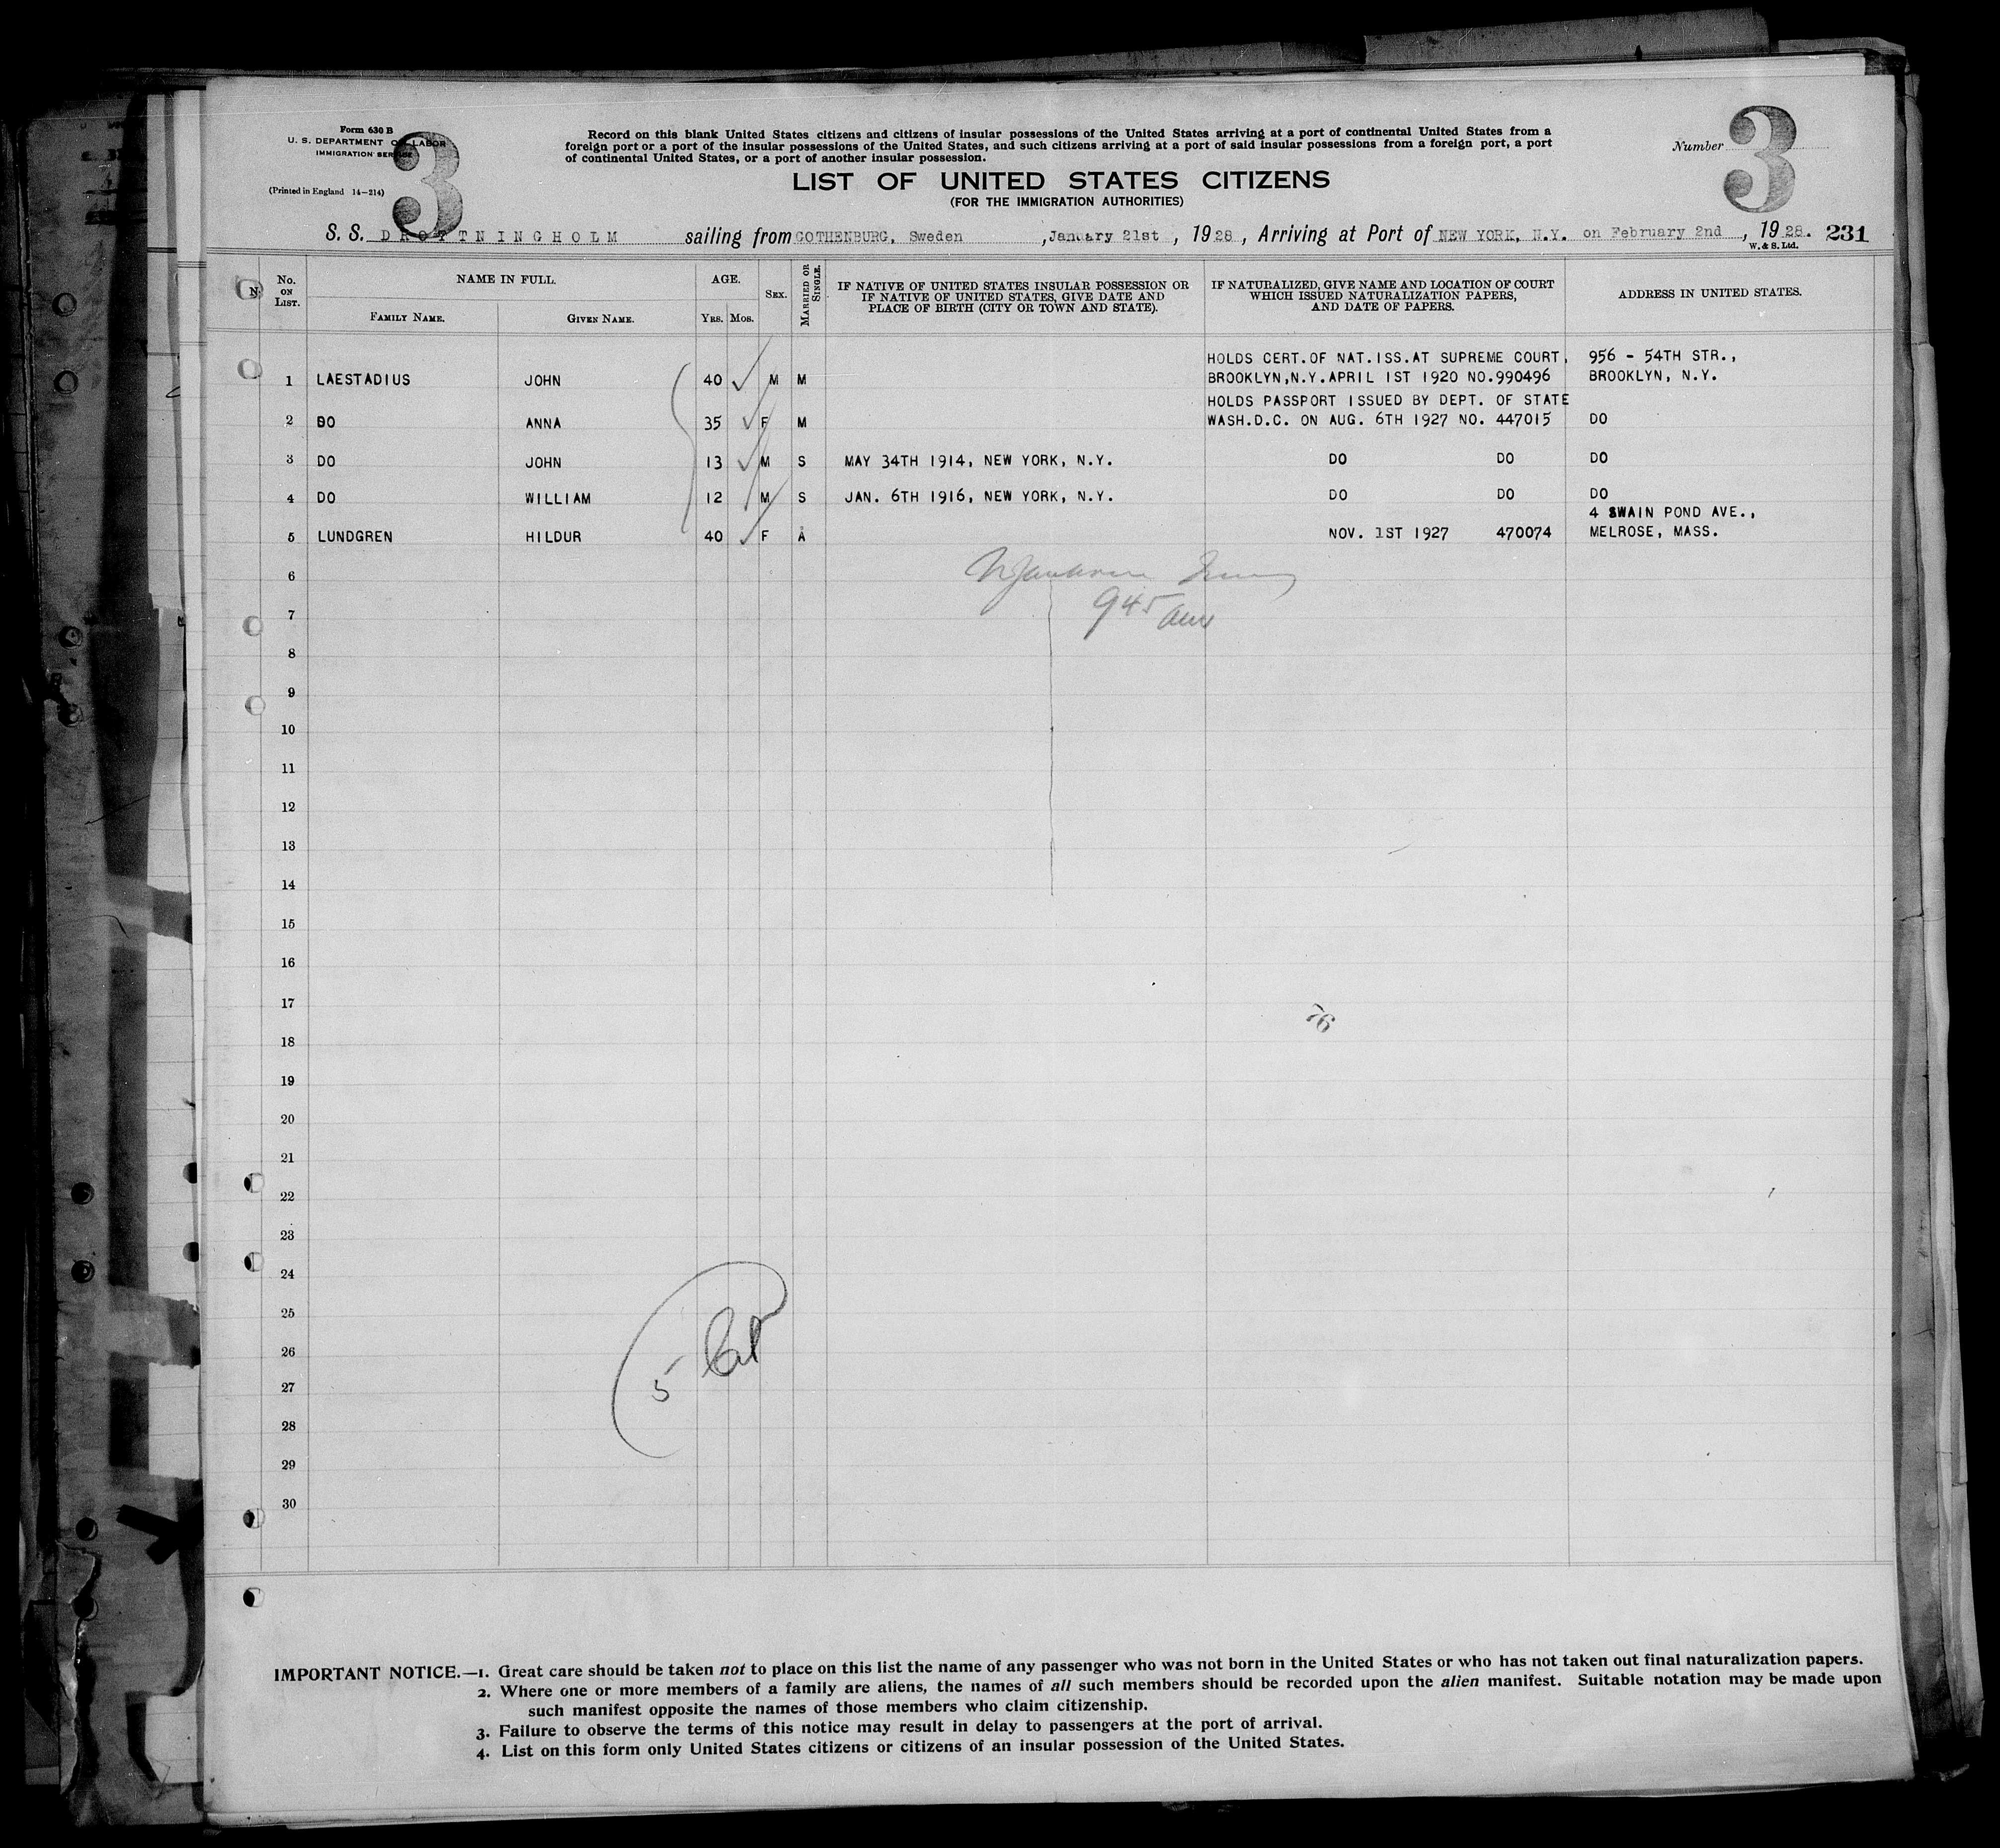 Form 630 B
U. S. DEPARTMENT OF LABOR
IMMIGRATION SERVICE
(Printed in England 14-214)
3
Record on this blank United States citizens and citizens of insular possessions of the United States arriving at a port of continental United States from a
foreign port or a port of the insular possessions of the United States, and such citizens arriving at a port of said insular possessions from a foreign port, a port
of continental United States, or a port of another insular possession.
Number 3
LIST OF UNITED STATES CITIZENS
(FOR THE IMMIGRATION AUTHORITIES)
S. S. DROTTNINGHOLM sailing from GOTHENBURG, Sweden, January 21st, 1928, Arriving at Port of NEW YORK, N.Y. on February 2nd, 1928. 231
W. & S. Ltd.
No. ON LIST. NAME IN FULL. AGE. SEX. MARRIED OR SINGLE. IF NATIVE OF UNITED STATES INSULAR POSSESSION OR IF NATIVE OF UNITED STATES, GIVE DATE AND PLACE OF BIRTH (CITY OR TOWN AND STATE). IF NATURALIZED, GIVE NAME AND LOCATION OF COURT WHICH ISSUED NATURALIZATION PAPERS, AND DATE OF PAPERS. ADDRESS IN UNITED STATES.
FAMILY NAME. GIVEN NAME. YRS. MOS.
HOLDS CERT.OF NAT.ISS.AT SUPREME COURT, 956 - 54TH STR.,
1 LAESTADIUS JOHN 40 M M BROOKLYN,N.Y.APRIL 1ST 1920 NO.990496 BROOKLYN, N.Y.
HOLDS PASSPORT ISSUED BY DEPT. OF STATE
2 DO ANNA 35 F M WASH.D.C. ON AUG. 6TH 1927 NO. 447015 DO
3 DO JOHN 13 M S MAY 34TH 1914, NEW YORK, N.Y. DO DO DO
4 DO WILLIAM 12 M S JAN. 6TH 1916, NEW YORK, N.Y. DO DO DO
4 SWAIN POND AVE.,
5 LUNDGREN HILDUR 40 F NOV. 1ST 1927 470074 MELROSE, MASS.
6
945
7
8
9
10
11
12
13
14
15
16
17
18
19
20
21
22
23
24
25
26
27
5
28
29
30
IMPORTANT NOTICE.—1. Great care should be taken not to place on this list the name of any passenger who was not born in the United States or who has not taken out final naturalization papers.
2. Where one or more members of a family are aliens, the names of all such members should be recorded upon the alien manifest. Suitable notation may be made upon
such manifest opposite the names of those members who claim citizenship.
3. Failure to observe the terms of this notice may result in delay to passengers at the port of arrival.
4. List on this form only United States citizens or citizens of an insular possession of the United States.